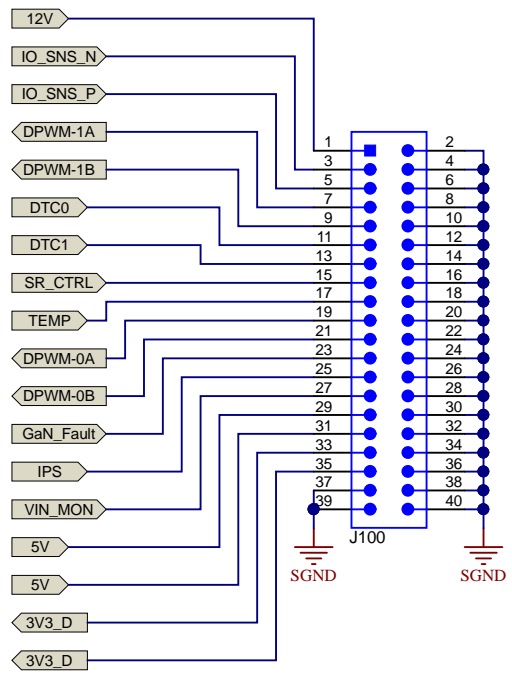 12V
IO_SNS_N
IO_SNS_P
DPWM-1A
DPWM-1B
DTC0
DTC1
SR_CTRL
TEMP
DPWM-0A
DPWM-0B
GaN_Fault
IPS
VIN_MON
5V
5V
3V3_D
3V3_D
1 2
3 4
5 6
7 8
9 10
11 12
13 14
15 16
17 18
19 20
21 22
23 24
25 26
27 28
29 30
31 32
33 34
35 36
37 38
39 40
J100
SGND
SGND